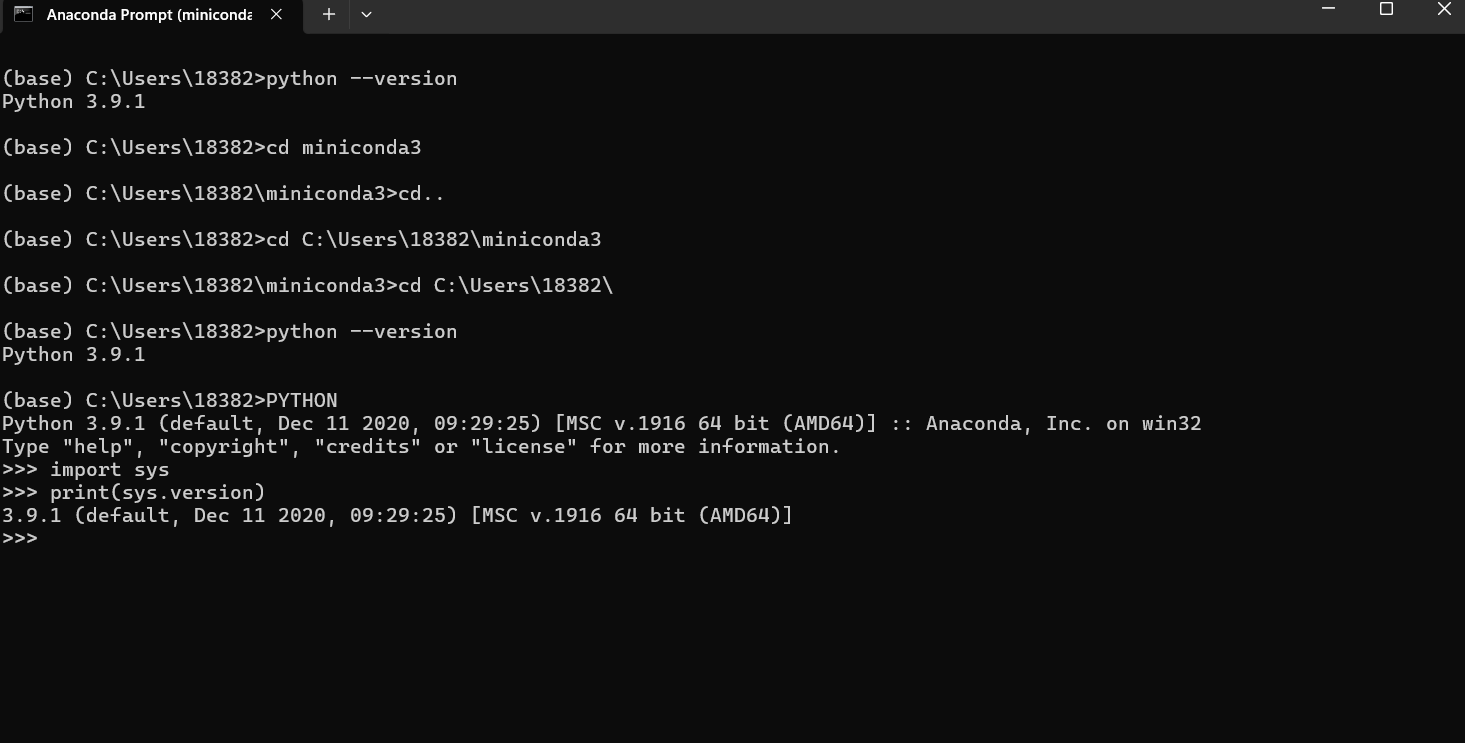 Anaconda Prompt (miniconda
(base) C:\Users\18382>python --version
Python 3.9.1
(base) C:\Users\18382>cd miniconda3
(base) C:\Users\18382\miniconda3>cd..
(base) C:\Users\18382>cd C:\Users\18382\miniconda3
(base) C:\Users\18382\miniconda3>cd C:\Users\18382\
(base) C:\Users\18382>python --version
Python 3.9.1
(base) C:\Users\18382>PYTHON
Python 3.9.1 (default, Dec 11 2020, 09:29:25) [MSC v.1916 64 bit (AMD64)] :: Anaconda, Inc. on win32
Type "help", "copyright", "credits" or "license" for more information.
>>> import sys
>>> print(sys.version)
3.9.1 (default, Dec 11 2020, 09:29:25) [MSC v.1916 64 bit (AMD64)]
>>>